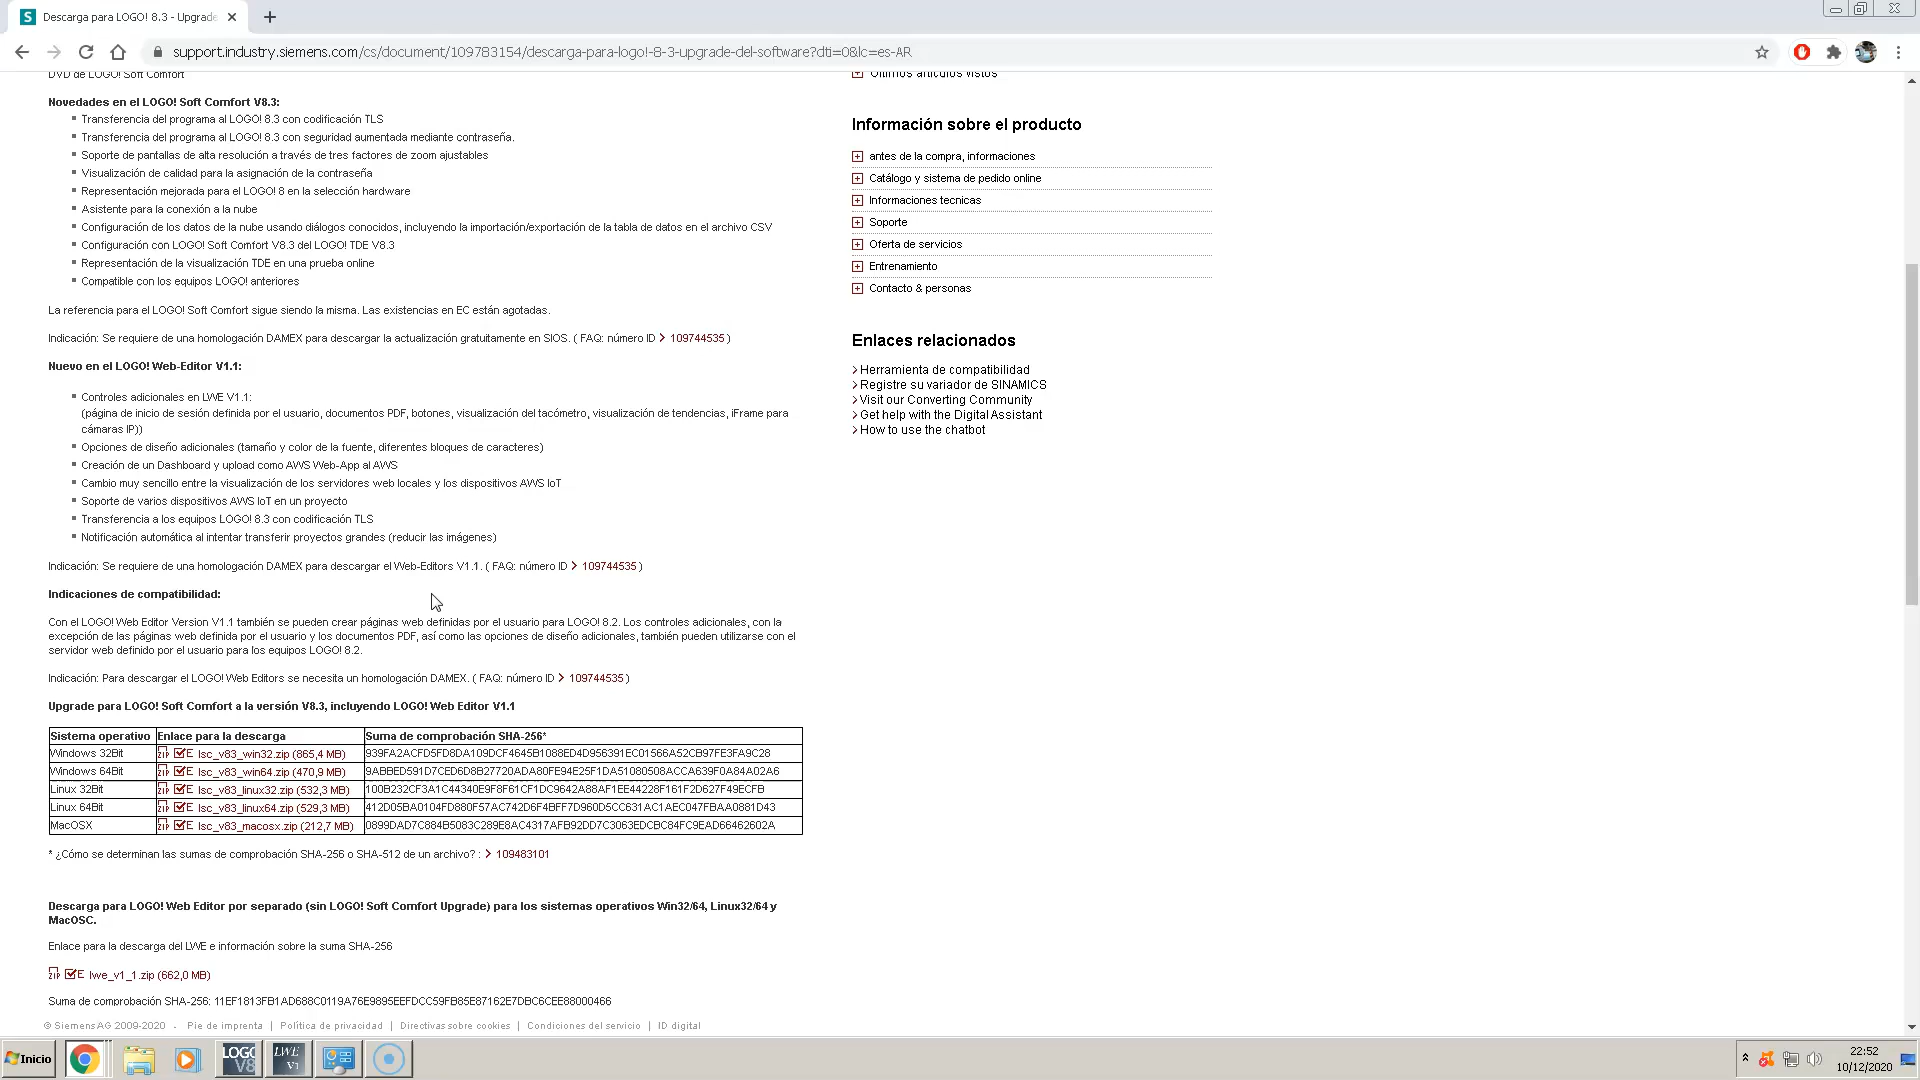 Descarga para LOGO! 8.3 - Upgrade
support.industry.siemens.com/cs/document/109783154/descarga-para-logo!-8-3-upgrade-del-software?dti=0&lc=es-AR
DVD de LOGO! Soft Comfort
Novedades en el LOGO! Soft Comfort V8.3:
Transferencia del programa al LOGO! 8.3 con codificación TLS
Transferencia del programa al LOGO! 8.3 con seguridad aumentada mediante contraseña.
Soporte de pantallas de alta resolución a través de tres factores de zoom ajustables
Visualización de calidad para la asignación de la contraseña
Representación mejorada para el LOGO! 8 en la selección hardware
Asistente para la conexión a la nube
Configuración de los datos de la nube usando diálogos conocidos, incluyendo la importación/exportación de la tabla de datos en el archivo CSV
Configuración con LOGO! Soft Comfort V8.3 del LOGO! TDE V8.3
Representación de la visualización TDE en una prueba online
Compatible con los equipos LOGO! anteriores
La referencia para el LOGO! Soft Comfort sigue siendo la misma. Las existencias en EC están agotadas.
Indicación: Se requiere de una homologación DAMEX para descargar la actualización gratuitamente en SIOS. ( FAQ: número ID > 109744535 )
Nuevo en el LOGO! Web-Editor V1.1:
Controles adicionales en LWE V1.1:
(página de inicio de sesión definida por el usuario, documentos PDF, botones, visualización del tacómetro, visualización de tendencias, iFrame para
cámaras IP))
Opciones de diseño adicionales (tamaño y color de la fuente, diferentes bloques de caracteres)
Creación de un Dashboard y upload como AWS Web-App al AWS
Cambio muy sencillo entre la visualización de los servidores web locales y los dispositivos AWS IoT
Soporte de varios dispositivos AWS IoT en un proyecto
Transferencia a los equipos LOGO! 8.3 con codificación TLS
Notificación automática al intentar transferir proyectos grandes (reducir las imágenes)
Indicación: Se requiere de una homologación DAMEX para descargar el Web-Editors V1.1. ( FAQ: número ID > 109744535 )
Indicaciones de compatibilidad:
Con el LOGO! Web Editor Version V1.1 también se pueden crear páginas web definidas por el usuario para LOGO! 8.2. Los controles adicionales, con la
excepción de las páginas web definida por el usuario y los documentos PDF, así como las opciones de diseño adicionales, también pueden utilizarse con el
servidor web definido por el usuario para los equipos LOGO! 8.2.
Indicación: Para descargar el LOGO! Web Editors se necesita un homologación DAMEX. ( FAQ: número ID > 109744535 )
Upgrade para LOGO! Soft Comfort a la versión V8.3, incluyendo LOGO! Web Editor V1.1
Sistema operativo Enlace para la descarga Suma de comprobación SHA-256*
Windows 32Bit ZIP E lsc_v83_win32.zip (865,4 MB) 939FA2ACFD5FD8DA109DCF4645B1088ED4D956391EC01566A52CB97FE3FA9C28
Windows 64Bit ZIP E lsc_v83_win64.zip (470,9 MB) 9ABBED591D7CED6D8B27720ADA80FE94E25F1DA51080508ACCA639F0A84A02A6
Linux 32Bit ZIP E lsc_v83_linux32.zip (532,3 MB) 100B232CF3A1C44340E9F8F61CF1DC9642A88AF1EE44228F161F2D627F49ECFB
Linux 64Bit ZIP E lsc_v83_linux64.zip (529,3 MB) 412D05BA0104FD880F57AC742D6F4BFF7D960D5CC631AC1AEC047FBAA0881D43
MacOSX ZIP E lsc_v83_macosx.zip (212,7 MB) 0899DAD7C884B5083C289E8AC4317AFB92DD7C3063EDCBC84FC9EAD66462602A
* ¿Cómo se determinan las sumas de comprobación SHA-256 o SHA-512 de un archivo? : > 109483101
Descarga para LOGO! Web Editor por separado (sin LOGO! Soft Comfort Upgrade) para los sistemas operativos Win32/64, Linux32/64 y
MacOSC.
Enlace para la descarga del LWE e información sobre la suma SHA-256
ZIP E lwe_v1_1.zip (662,0 MB)
Suma de comprobación SHA-256: 11EF1813FB1AD688C0119A76E9895EEFDCC59FB85E87162E7DBC6CEE88000466
© Siemens AG 2009-2020 - Pie de imprenta | Política de privacidad | Directivas sobre cookies | Condiciones del servicio | ID digital
Últimos artículos vistos
Información sobre el producto
antes de la compra, informaciones
Catálogo y sistema de pedido online
Informaciones tecnicas
Soporte
Oferta de servicios
Entrenamiento
Contacto & personas
Enlaces relacionados
> Herramienta de compatibilidad
> Registre su variador de SINAMICS
> Visit our Converting Community
> Get help with the Digital Assistant
> How to use the chatbot
Inicio
LOGO V8
LWE V1
22:52
10/12/2020